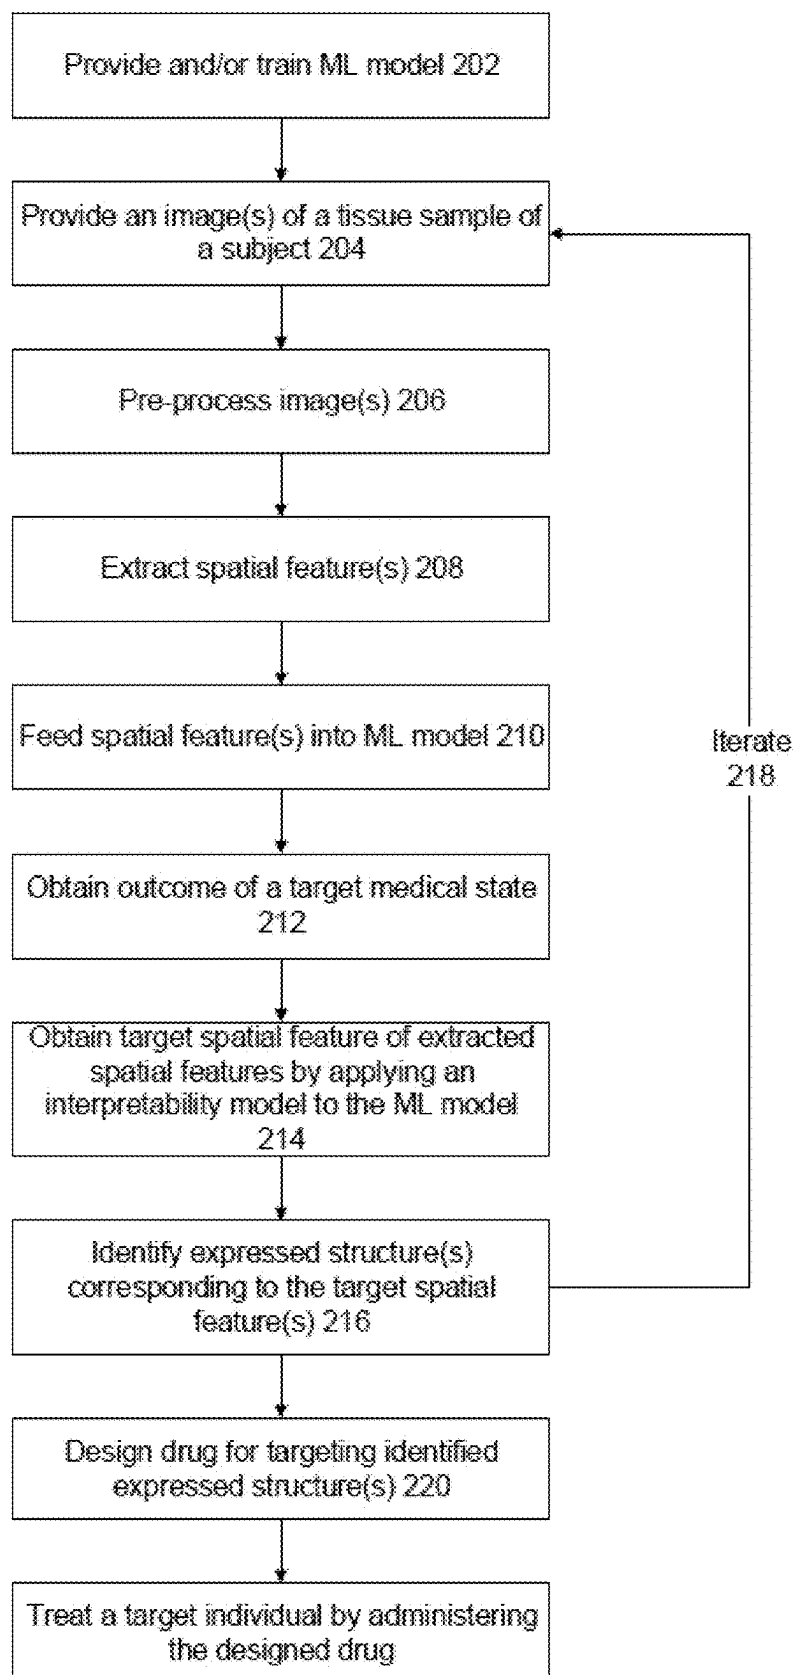 Provide and/or train ML model 202
Provide an image(s) of a tissue sample of
a subject 204
Pre-process image(s) 206
Extract spatial feature(s) 208
Feed spatial feature(s) into ML model 210
Iterate
218
Obtain outcome of a target medical state
212
Obtain target spatial feature of extracted
spatial features by applying an
interpretability model to the ML model
214
Identify expressed structure(s)
corresponding to the target spatial
feature(s) 216
Design drug for targeting identified
expressed structure(s) 220
Treat a target individual by administering
the designed drug